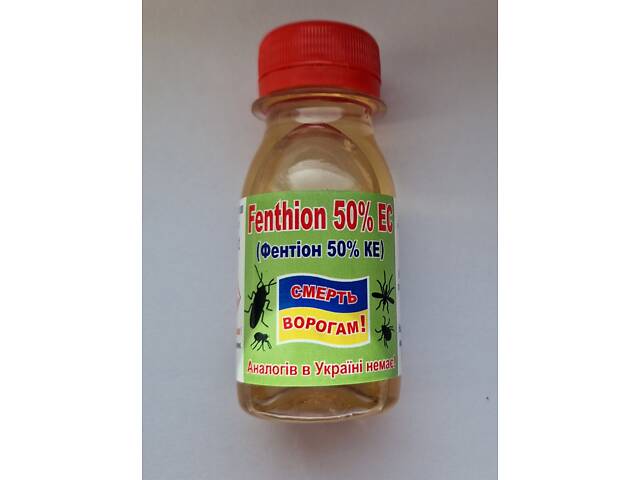 Fenthion 50% EC
(Фентіон 50% КЕ)
СМЕРТЬ
ВОРОГАМ!
Аналогів в Україні немає!